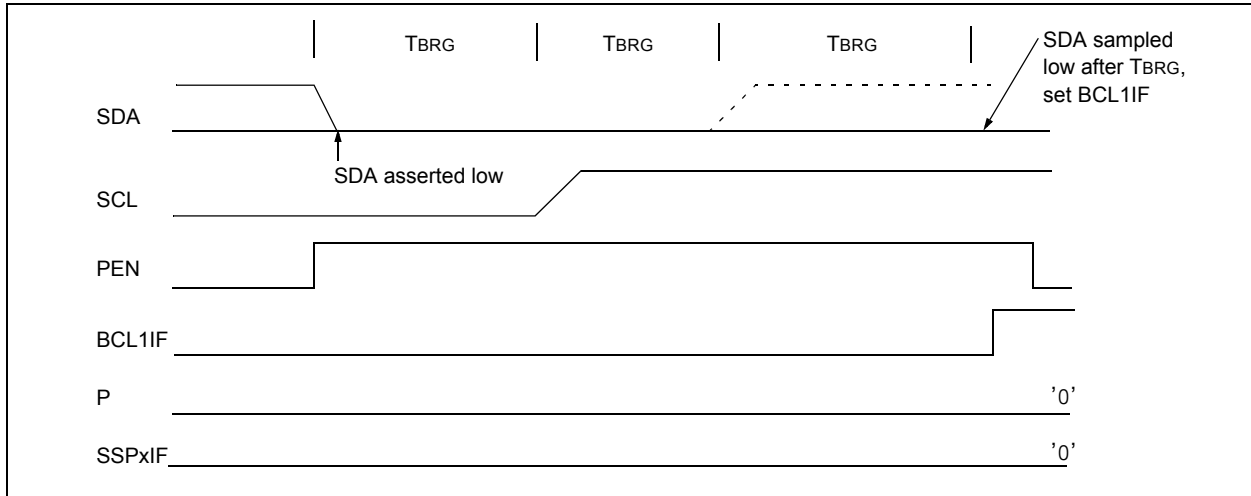 TBRG TBRG TBRG
SDA sampled
low after TBRG,
set BCL1IF
SDA
SDA asserted low
SCL
PEN
BCL1IF
P '0'
SSPxIF '0'